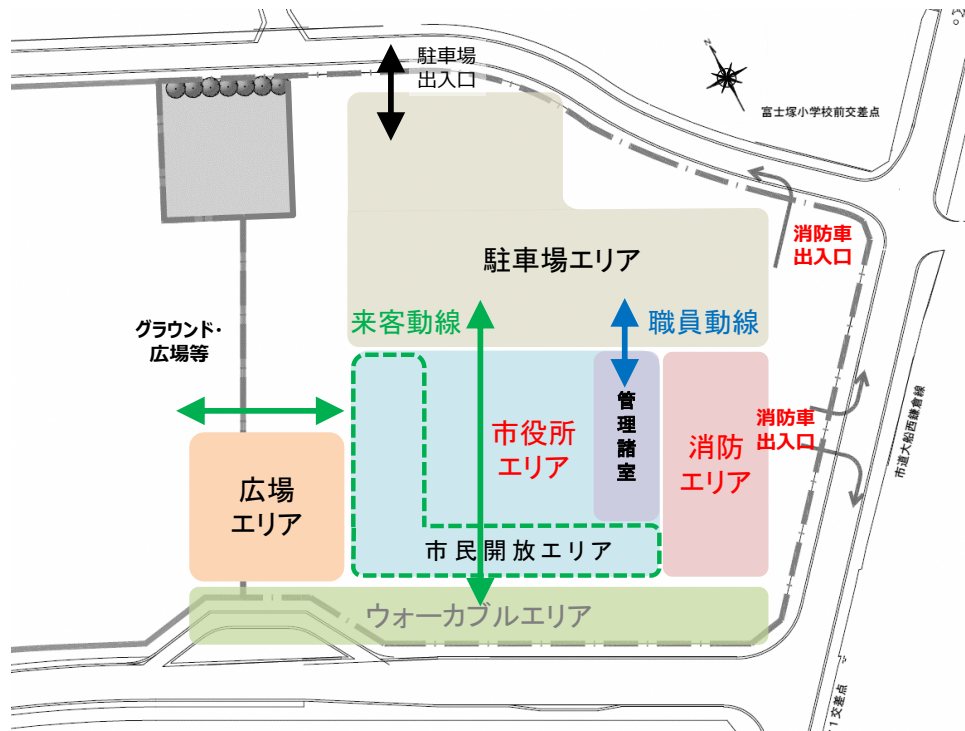 駐車場
出入口
N
富士塚小学校前交差点
消防車
出入口
駐車場エリア
グラウンド・
広場等
来客動線
職員動線
管理諸室
市役所
エリア
消防
エリア
消防車
出入口
市道大船西鎌倉線
広場
エリア
市民開放エリア
ウォーカブルエリア
1交差点